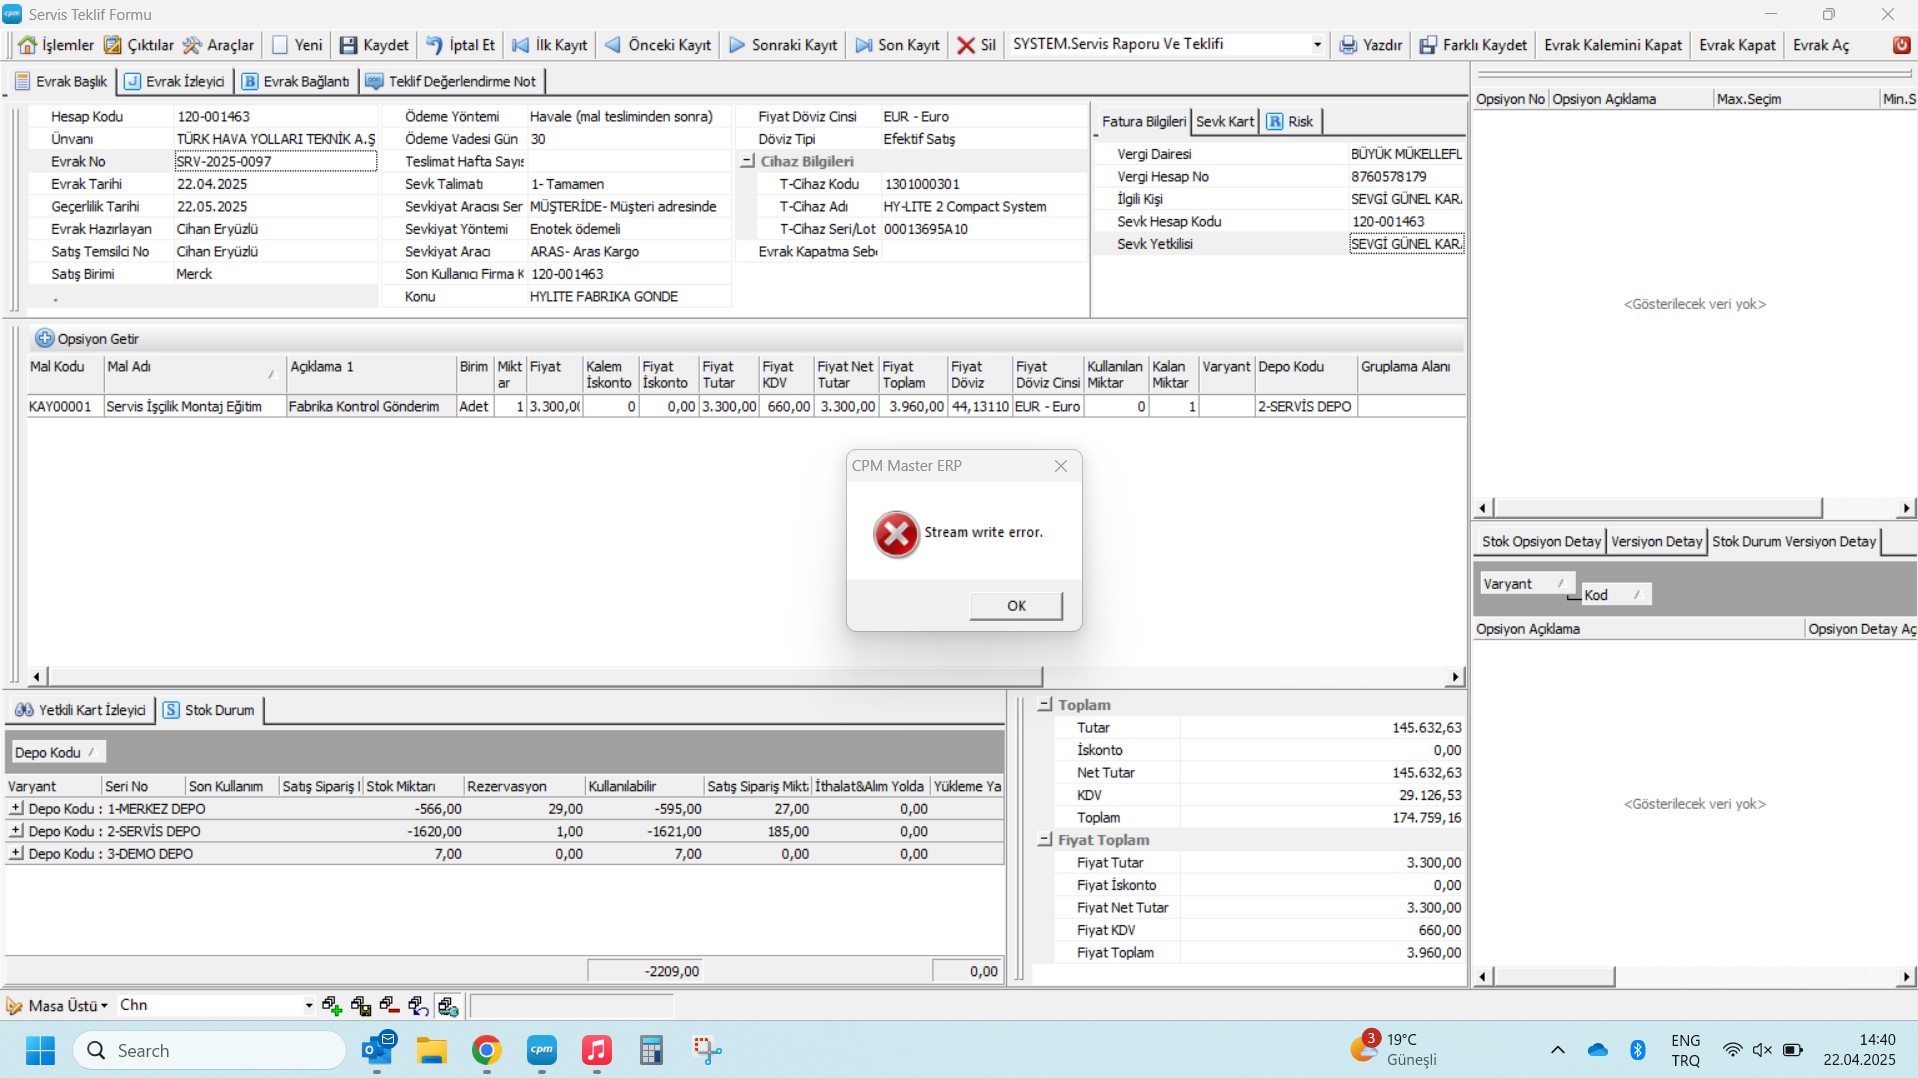 cpm Servis Teklif Formu
İşlemler Çıktılar Araçlar Yeni Kaydet İptal Et İlk Kayıt Önceki Kayıt Sonraki Kayıt Son Kayıt Sil SYSTEM.Servis Raporu Ve Teklifi Yazdır Farklı Kaydet Evrak Kalemini Kapat Evrak Kapat Evrak Aç
Evrak Başlık J Evrak İzleyici B Evrak Bağlantı Teklif Değerlendirme Not
Hesap Kodu 120-001463
Ünvanı TÜRK HAVA YOLLARI TEKNİK A.Ş
Evrak No SRV-2025-0097
Evrak Tarihi 22.04.2025
Geçerlilik Tarihi 22.05.2025
Evrak Hazırlayan Cihan Eryüzlü
Satış Temsilci No Cihan Eryüzlü
Satış Birimi Merck
.
Ödeme Yöntemi Havale (mal tesliminden sonra)
Ödeme Vadesi Gün 30
Teslimat Hafta Sayıs
Sevk Talimatı 1- Tamamen
Sevkiyat Aracısı Ser MÜŞTERİDE- Müşteri adresinde
Sevkiyat Yöntemi Enotek ödemeli
Sevkiyat Aracı ARAS- Aras Kargo
Son Kullanıcı Firma K 120-001463
Konu HYLITE FABRIKA GONDE
Fiyat Döviz Cinsi EUR - Euro
Döviz Tipi Efektif Satış
Cihaz Bilgileri
T-Cihaz Kodu 1301000301
T-Cihaz Adı HY-LITE 2 Compact System
T-Cihaz Seri/Lot 00013695A10
Evrak Kapatma Sebe
Fatura Bilgileri Sevk Kart R Risk
Vergi Dairesi BÜYÜK MÜKELLEFL
Vergi Hesap No 8760578179
İlgili Kişi SEVGİ GÜNEL KAR
Sevk Hesap Kodu 120-001463
Sevk Yetkilisi SEVGİ GÜNEL KAR
Opsiyon No Opsiyon Açıklama Max.Seçim Min.S
<Gösterilecek veri yok>
Opsiyon Getir
Mal Kodu Mal Adı Açıklama 1 Birim Miktar Fiyat Kalem İskonto Fiyat İskonto Fiyat Tutar Fiyat KDV Fiyat Net Tutar Fiyat Toplam Fiyat Döviz Fiyat Döviz Cinsi Kullanılan Miktar Kalan Miktar Varyant Depo Kodu Gruplama Alanı
KAY00001 Servis İşçilik Montaj Eğitim Fabrika Kontrol Gönderim Adet 1 3.300,0( 0 0,00 3.300,00 660,00 3.300,00 3.960,00 44,13110 EUR - Euro 0 1 2-SERVİS DEPO
CPM Master ERP
Stream write error.
OK
Stok Opsiyon Detay Versiyon Detay Stok Durum Versiyon Detay
Varyant
Kod
Opsiyon Açıklama Opsiyon Detay Aç
<Gösterilecek veri yok>
Yetkili Kart İzleyici S Stok Durum
Depo Kodu
Varyant Seri No Son Kullanım Satış Sipariş I Stok Miktarı Rezervasyon Kullanılabilir Satış Sipariş Mikt. İthalat&Alım Yolda Yükleme Ya
Depo Kodu : 1-MERKEZ DEPO -566,00 29,00 -595,00 27,00 0,00
Depo Kodu : 2-SERVİS DEPO -1620,00 1,00 -1621,00 185,00 0,00
Depo Kodu : 3-DEMO DEPO 7,00 0,00 7,00 0,00 0,00
-2209,00 0,00
Toplam
Tutar 145.632,63
İskonto 0,00
Net Tutar 145.632,63
KDV 29.126,53
Toplam 174.759,16
Fiyat Toplam
Fiyat Tutar 3.300,00
Fiyat İskonto 0,00
Fiyat Net Tutar 3.300,00
Fiyat KDV 660,00
Fiyat Toplam 3.960,00
Masa Üstü Chn
Search
cpm
3 19°C
Güneşli
ENG
TRQ
14:40
22.04.2025